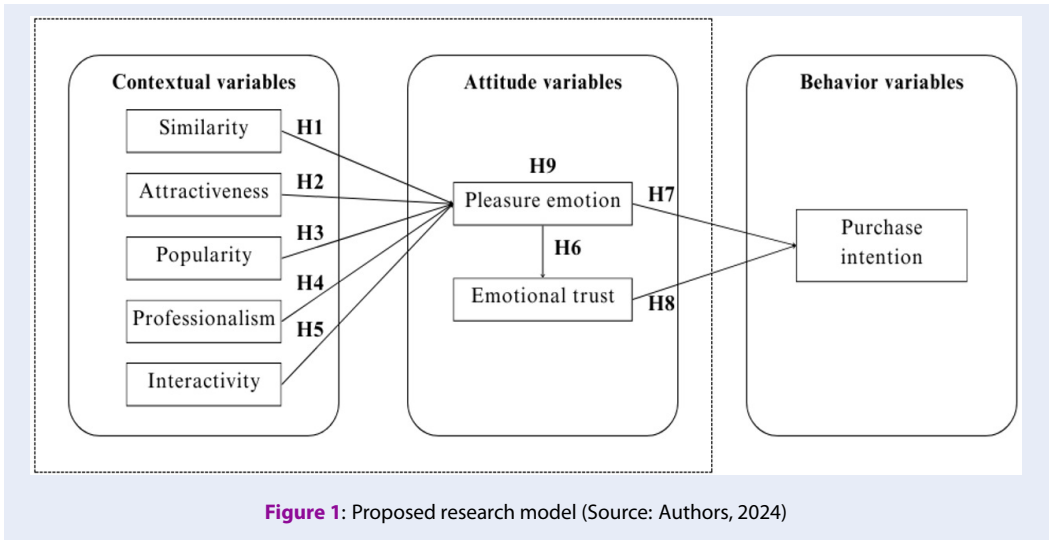 Contextual variables
Similarity
Attractiveness
Popularity
Professionalism
Interactivity
H1
H2
H3
H4
H5
Attitude variables
H9
Pleasure emotion
H6
Emotional trust
H7
H8
Behavior variables
Purchase
intention
Figure 1: Proposed research model (Source: Authors, 2024)